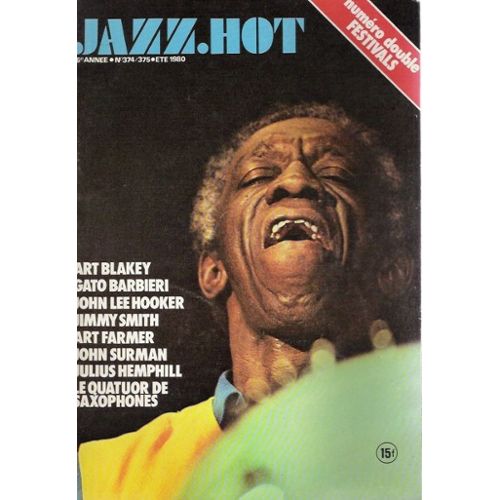 JAZZ.HOT
6e ANNEE • N° 374/375 • ETE 1980
numéro double
FESTIVALS
ART BLAKEY
GATO BARBIERI
JOHN LEE HOOKER
JIMMY SMITH
ART FARMER
JOHN SURMAN
JULIUS HEMPHILL
LE QUATUOR DE
SAXOPHONES
15f